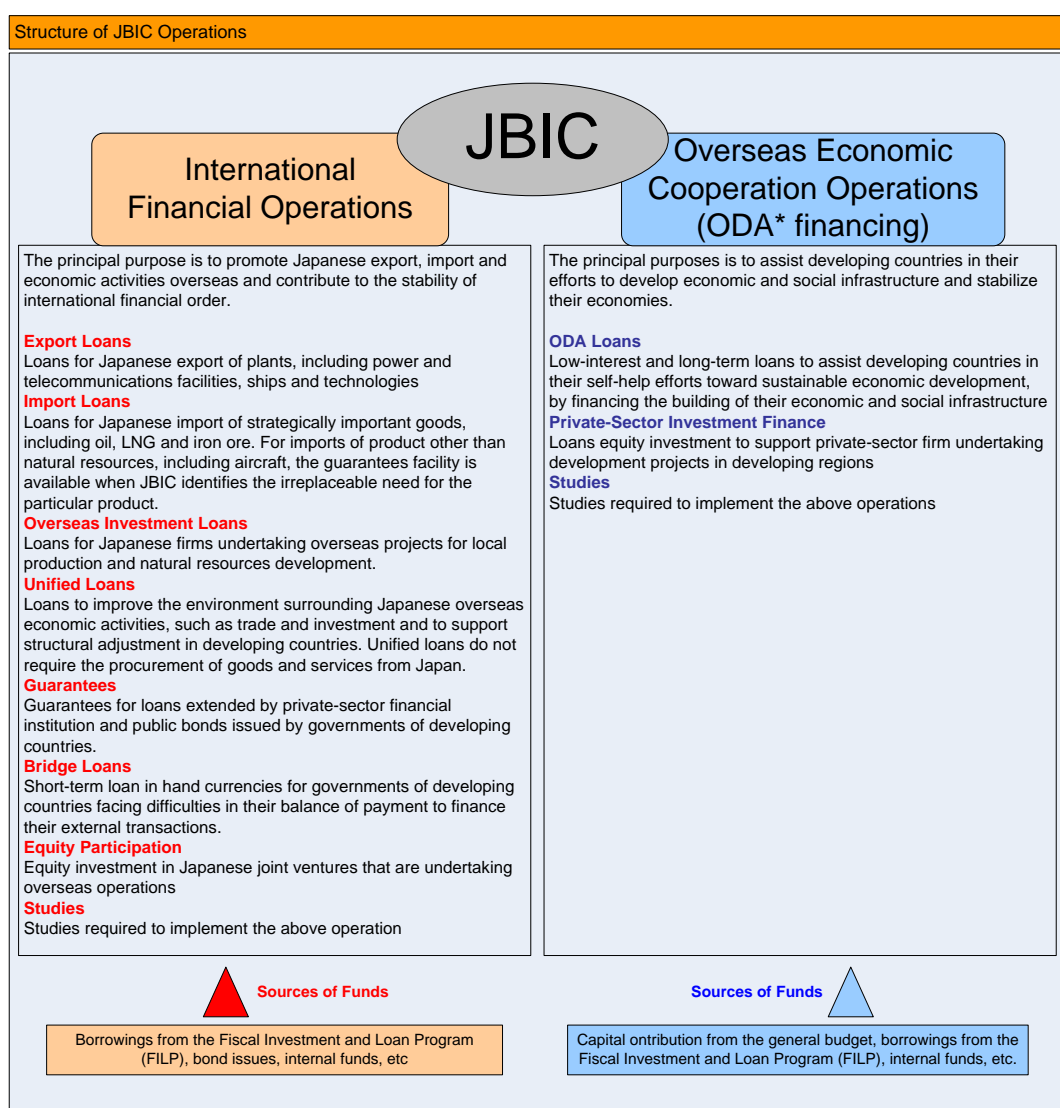 Structure of JBIC Operations
JBIC
International
Financial Operations
Overseas Economic
Cooperation Operations
(ODA* financing)
The principal purpose is to promote Japanese export, import and
economic activities overseas and contribute to the stability of
international financial order.
Export Loans
Loans for Japanese export of plants, including power and
telecommunications facilities, ships and technologies
Import Loans
Loans for Japanese import of strategically important goods,
including oil, LNG and iron ore. For imports of product other than
natural resources, including aircraft, the guarantees facility is
available when JBIC identifies the irreplaceable need for the
particular product.
Overseas Investment Loans
Loans for Japanese firms undertaking overseas projects for local
production and natural resources development.
Unified Loans
Loans to improve the environment surrounding Japanese overseas
economic activities, such as trade and investment and to support
structural adjustment in developing countries. Unified loans do not
require the procurement of goods and services from Japan.
Guarantees
Guarantees for loans extended by private-sector financial
institution and public bonds issued by governments of developing
countries.
Bridge Loans
Short-term loan in hand currencies for governments of developing
countries facing difficulties in their balance of payment to finance
their external transactions.
Equity Participation
Equity investment in Japanese joint ventures that are undertaking
overseas operations
Studies
Studies required to implement the above operation
The principal purposes is to assist developing countries in their
efforts to develop economic and social infrastructure and stabilize
their economies.
ODA Loans
Low-interest and long-term loans to assist developing countries in
their self-help efforts toward sustainable economic development,
by financing the building of their economic and social infrastructure
Private-Sector Investment Finance
Loans equity investment to support private-sector firm undertaking
development projects in developing regions
Studies
Studies required to implement the above operations
Sources of Funds
Borrowings from the Fiscal Investment and Loan Program
(FILP), bond issues, internal funds, etc
Sources of Funds
Capital ontribution from the general budget, borrowings from the
Fiscal Investment and Loan Program (FILP), internal funds, etc.